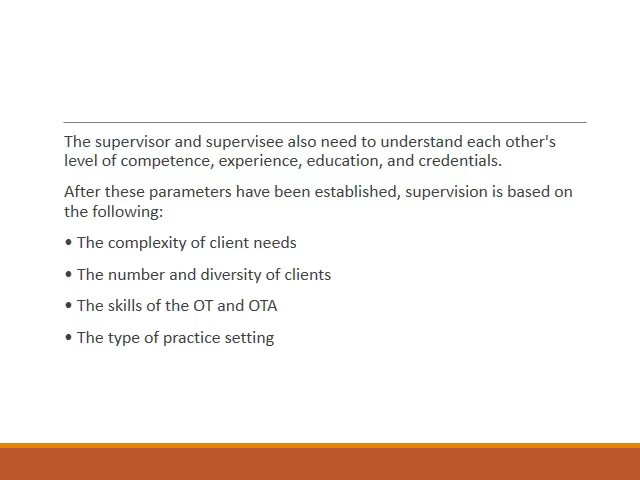 The supervisor and supervisee also need to understand each other's
level of competence, experience, education, and credentials.
After these parameters have been established, supervision is based on
the following:
• The complexity of client needs
• The number and diversity of clients
• The skills of the OT and OTA
• The type of practice setting